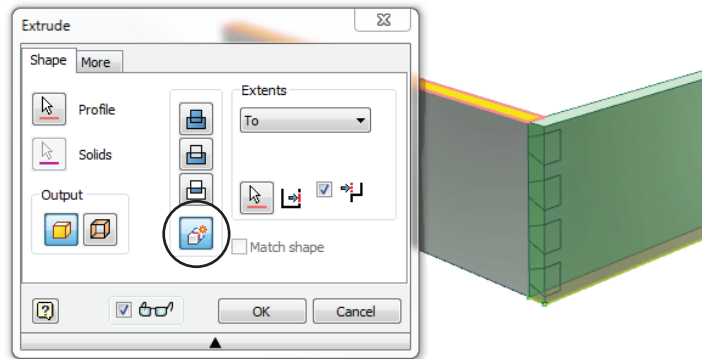 Extrude
Shape
More
Profile
Solids
Output
Extents
To
Match shape
OK
Cancel